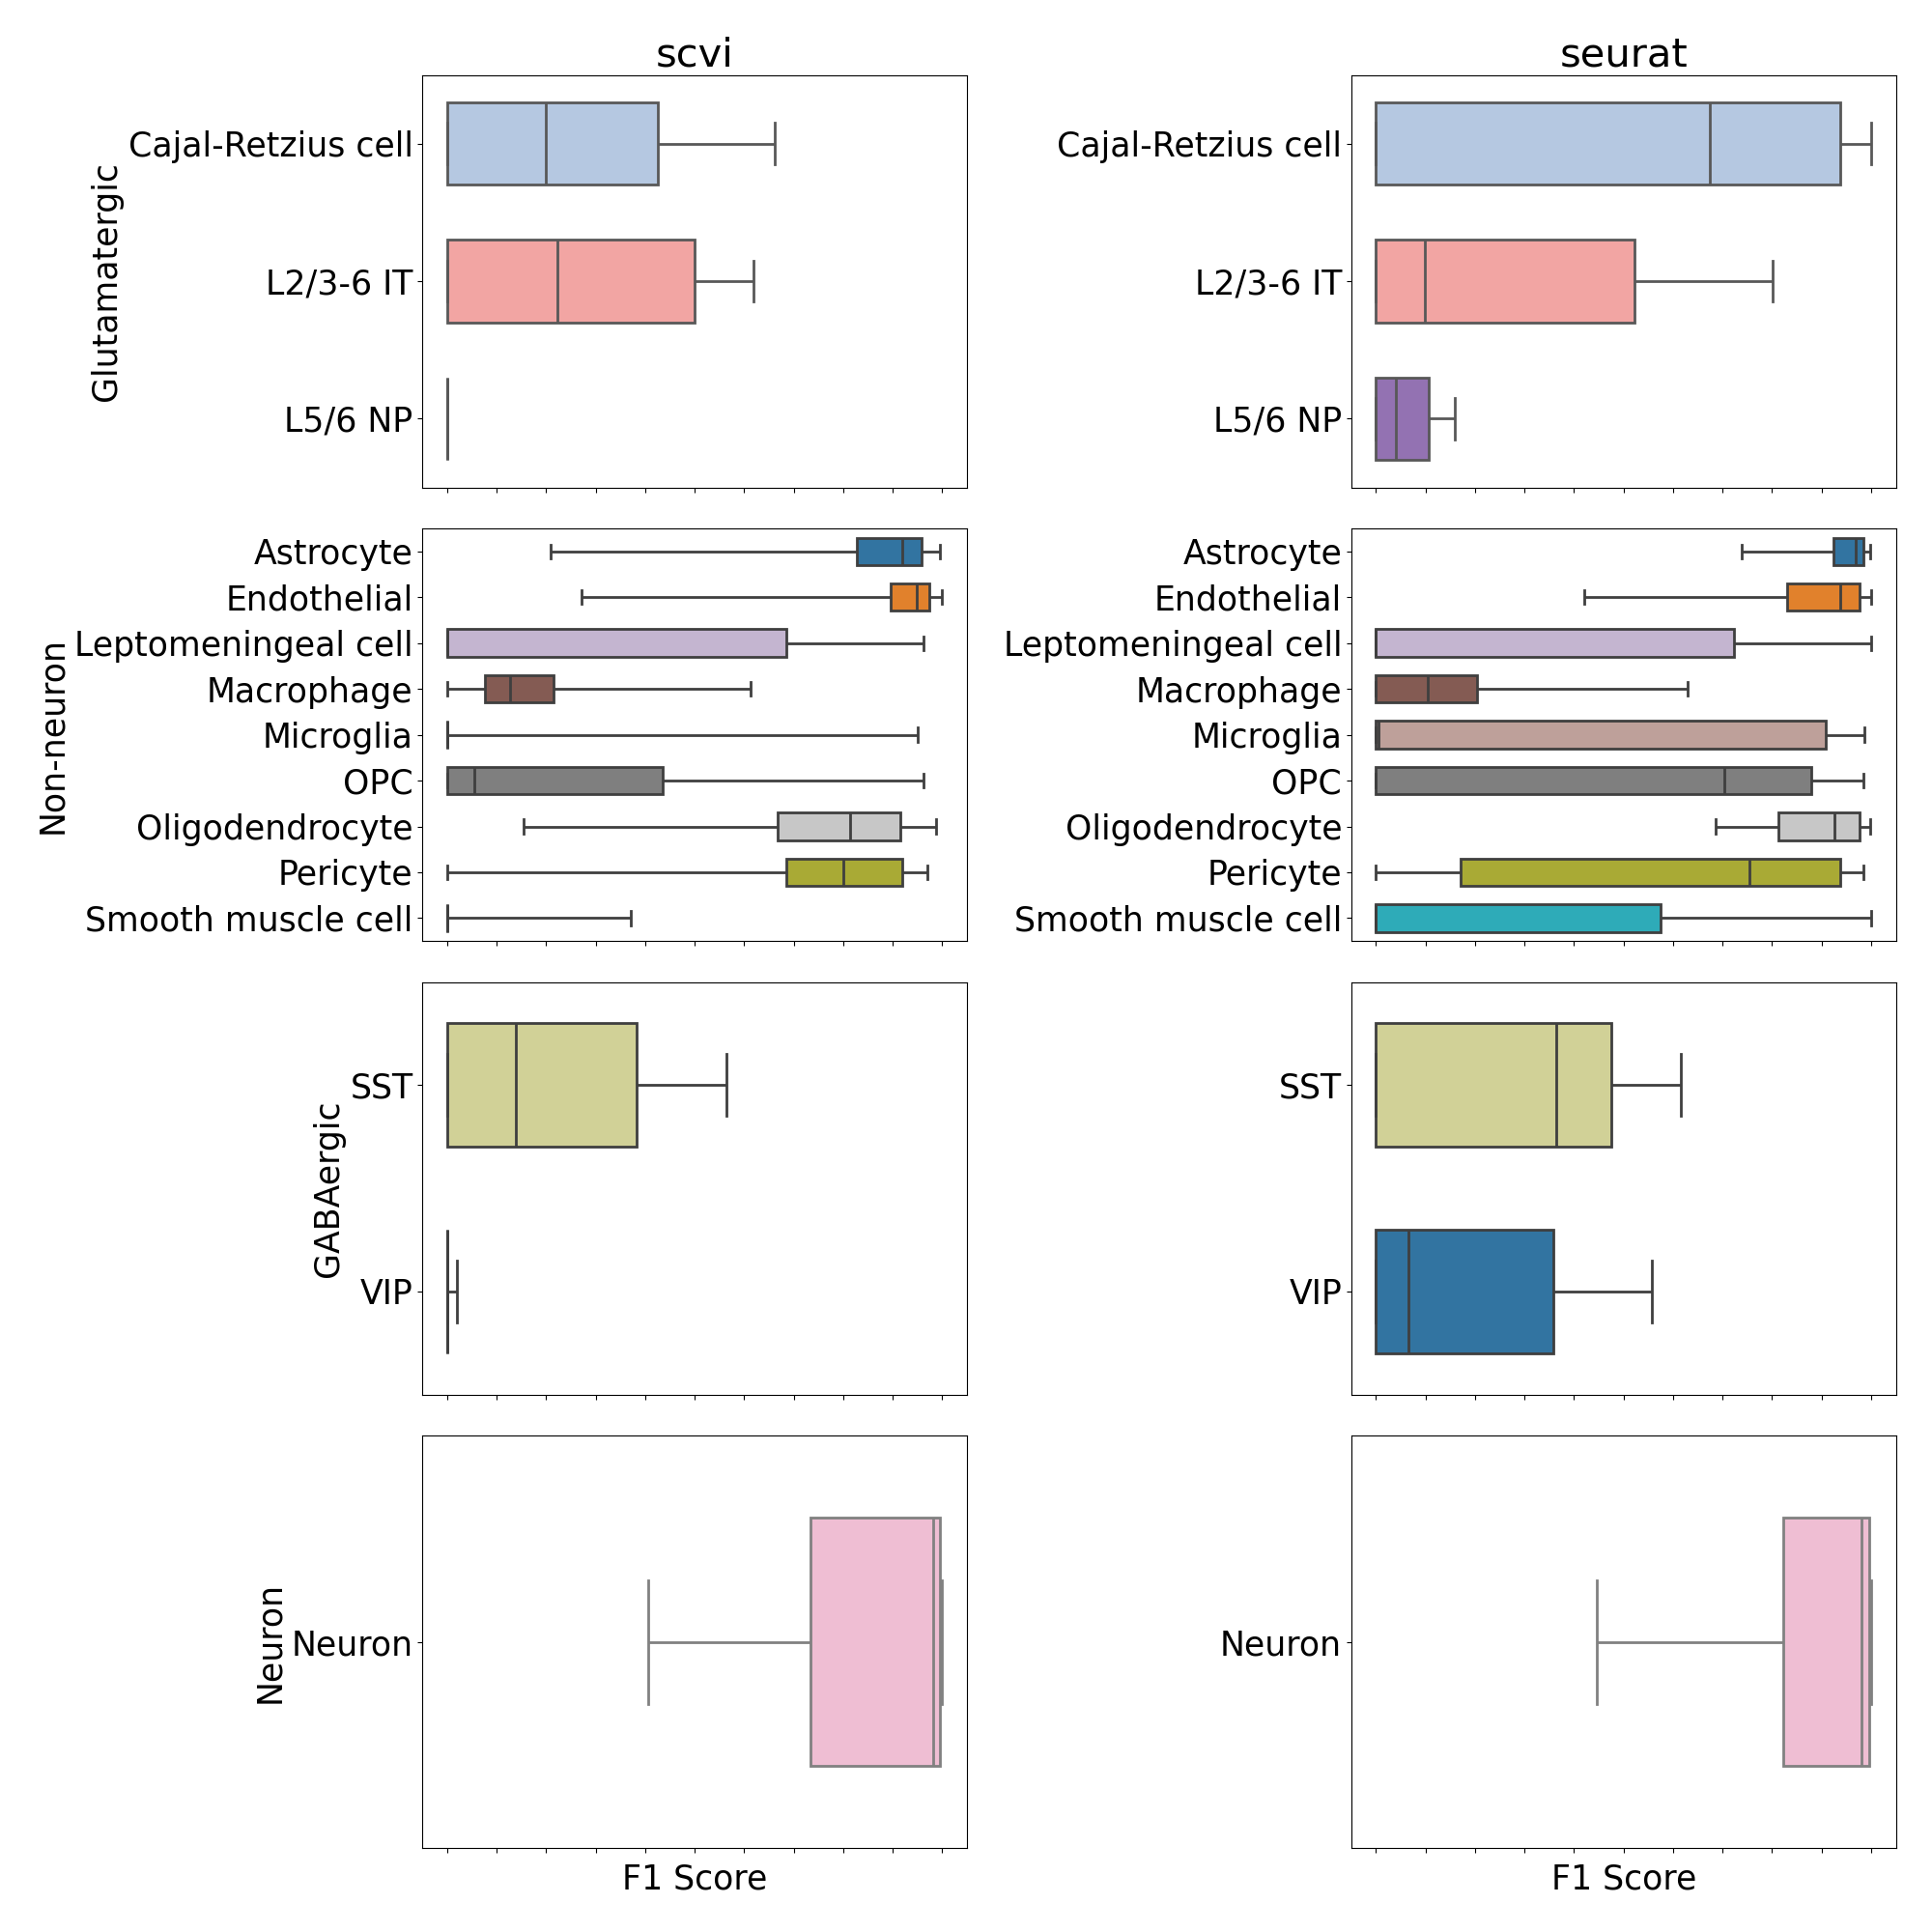 scvi
seurat
Glutamatergic
Cajal-Retzius cell
L2/3-6 IT
L5/6 NP
Cajal-Retzius cell
L2/3-6 IT
L5/6 NP
Non-neuron
Astrocyte
Endothelial
Leptomeningeal cell
Macrophage
Microglia
OPC
Oligodendrocyte
Pericyte
Smooth muscle cell
Astrocyte
Endothelial
Leptomeningeal cell
Macrophage
Microglia
OPC
Oligodendrocyte
Pericyte
Smooth muscle cell
GABAergic
SST
VIP
SST
VIP
Neuron
Neuron
Neuron
F1 Score
F1 Score